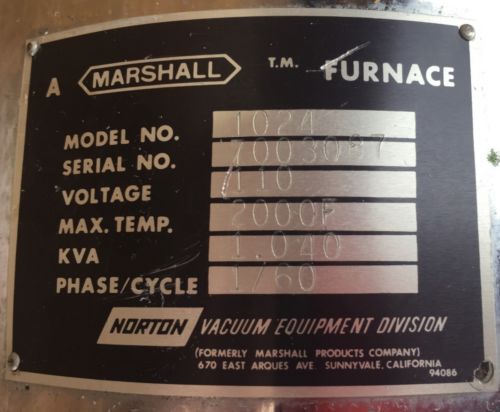 A MARSHALL T.M. FURNACE
MODEL NO. 1024
SERIAL NO. 7003087
VOLTAGE 110
MAX. TEMP. 2000F
KVA 1.040
PHASE/CYCLE 1/60
NORTON VACUUM EQUIPMENT DIVISION
(FORMERLY MARSHALL PRODUCTS COMPANY)
670 EAST ARQUES AVE. SUNNYVALE, CALIFORNIA
94086